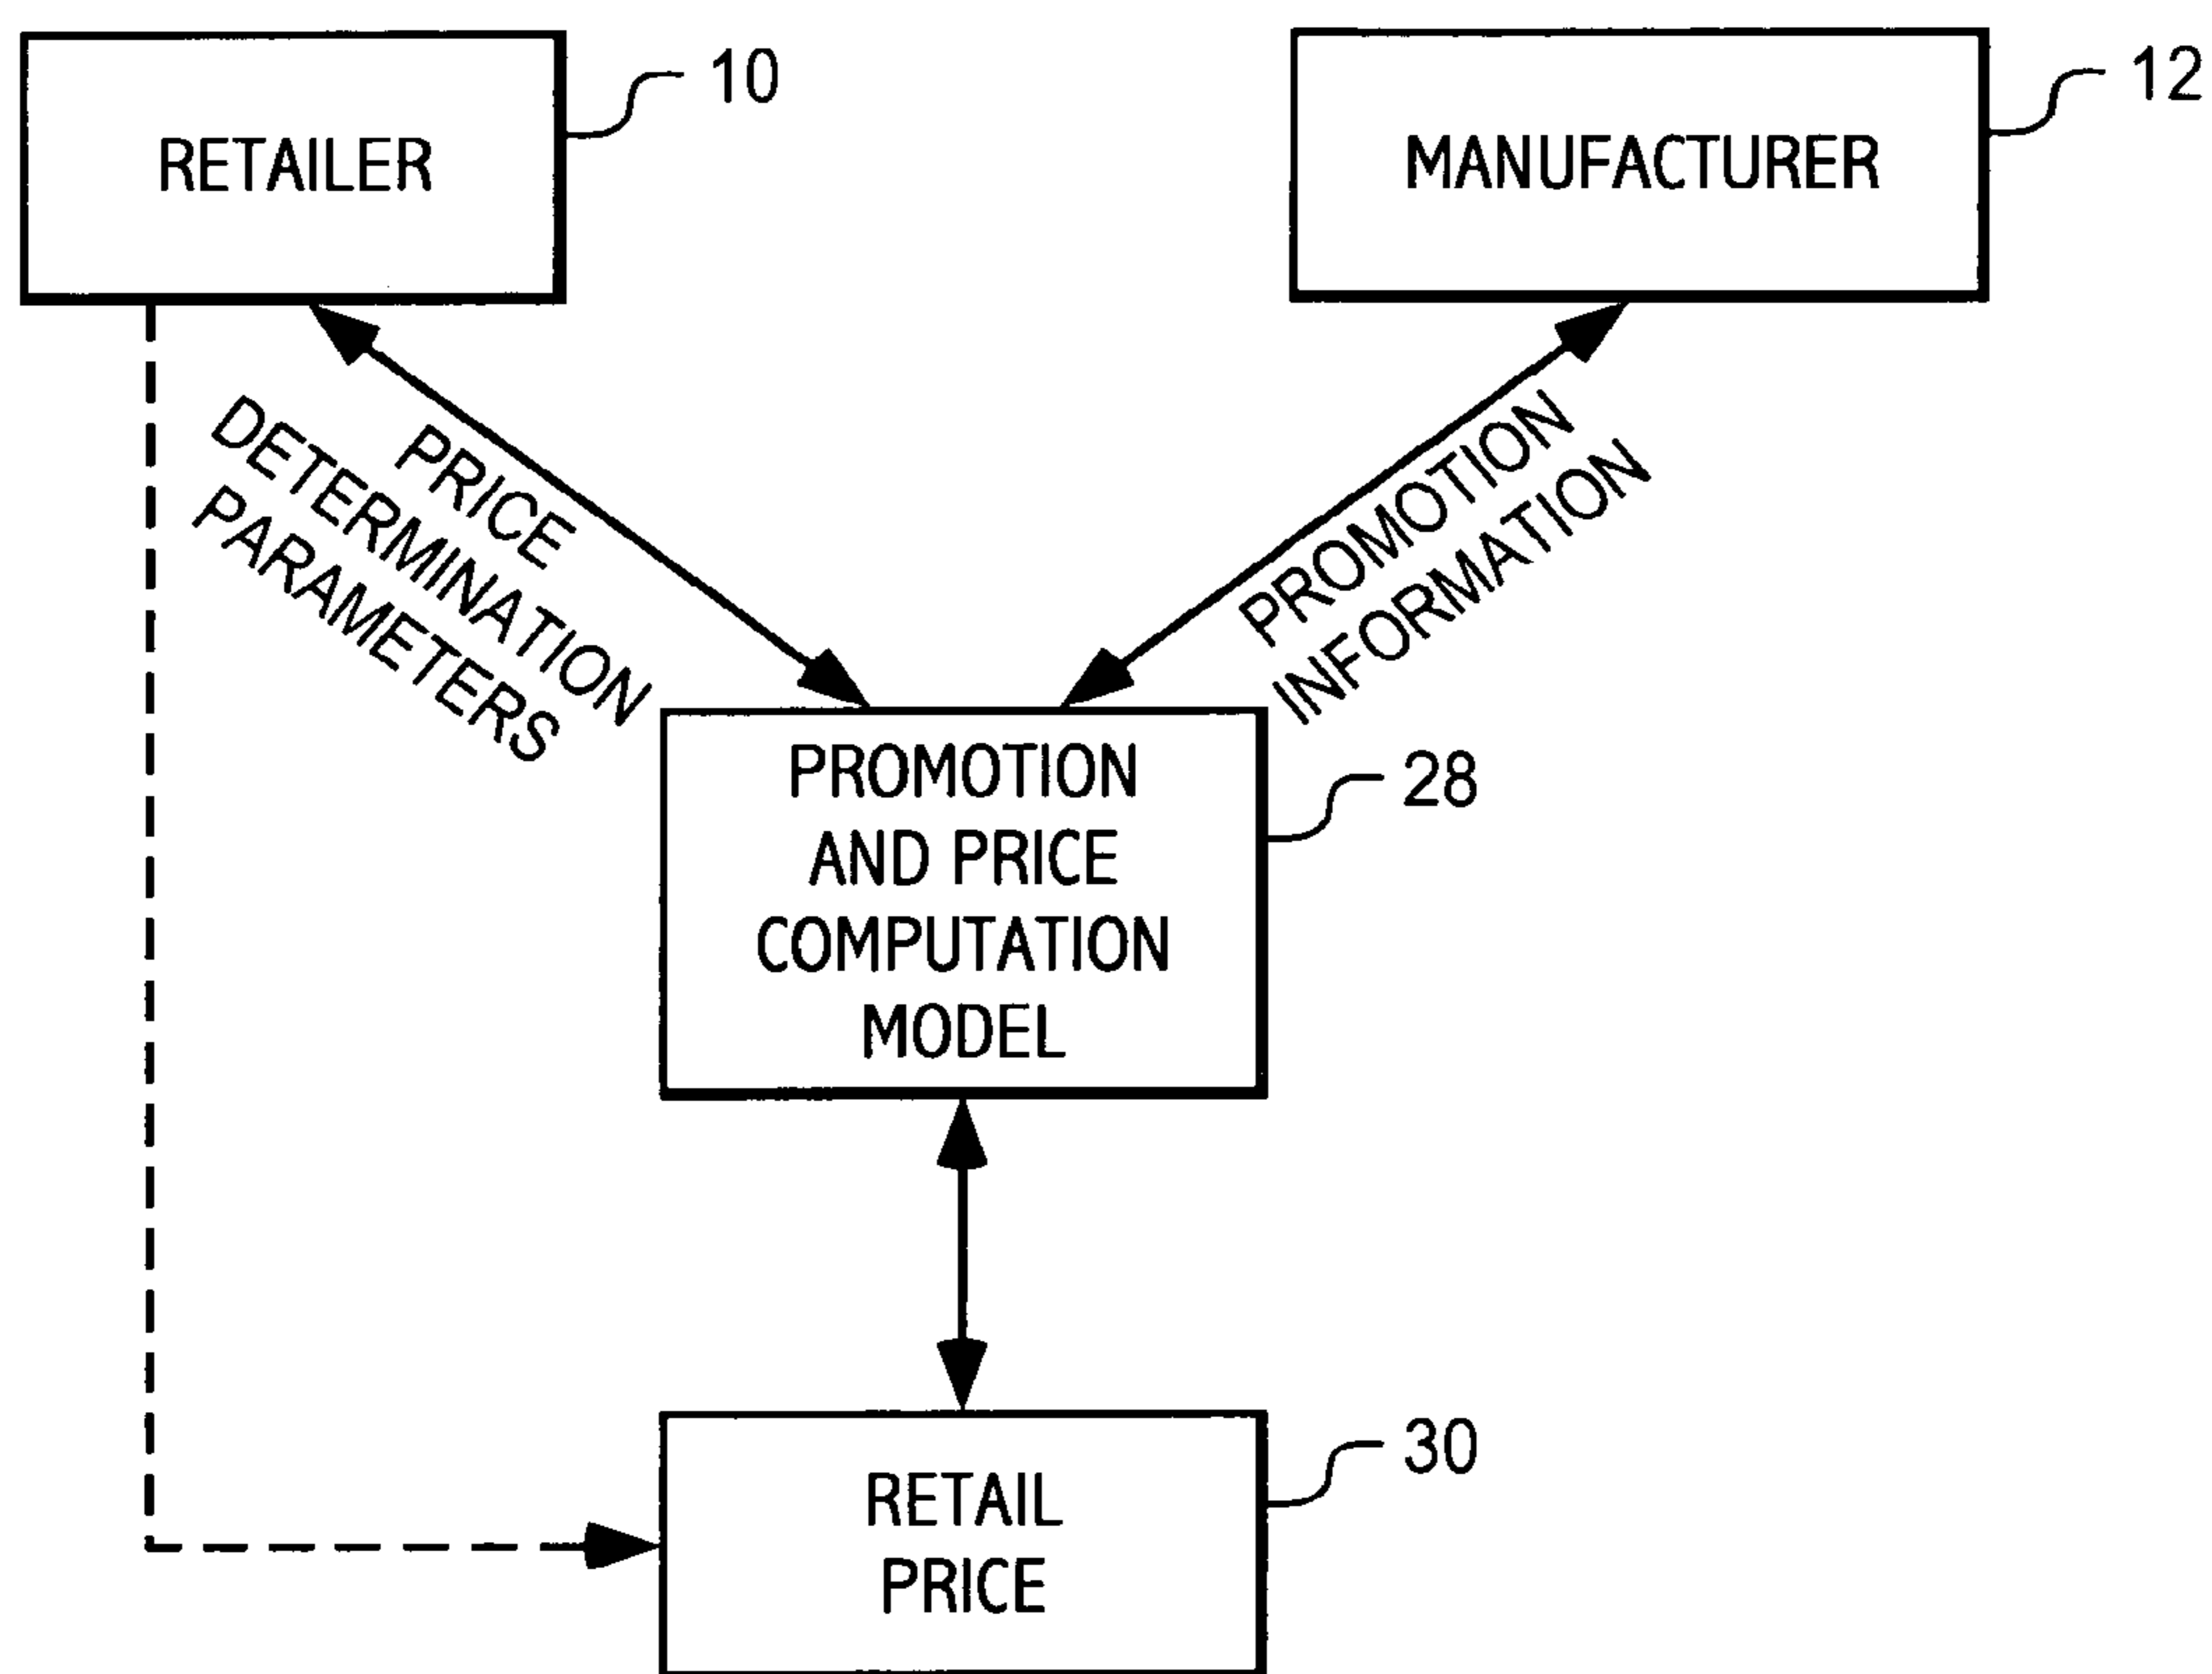 RETAILER
10
MANUFACTURER
12
PRICE
DETERMINATION
PARAMETERS
PROMOTION
INFORMATION
PROMOTION
AND PRICE
COMPUTATION
MODEL
28
RETAIL
PRICE
30